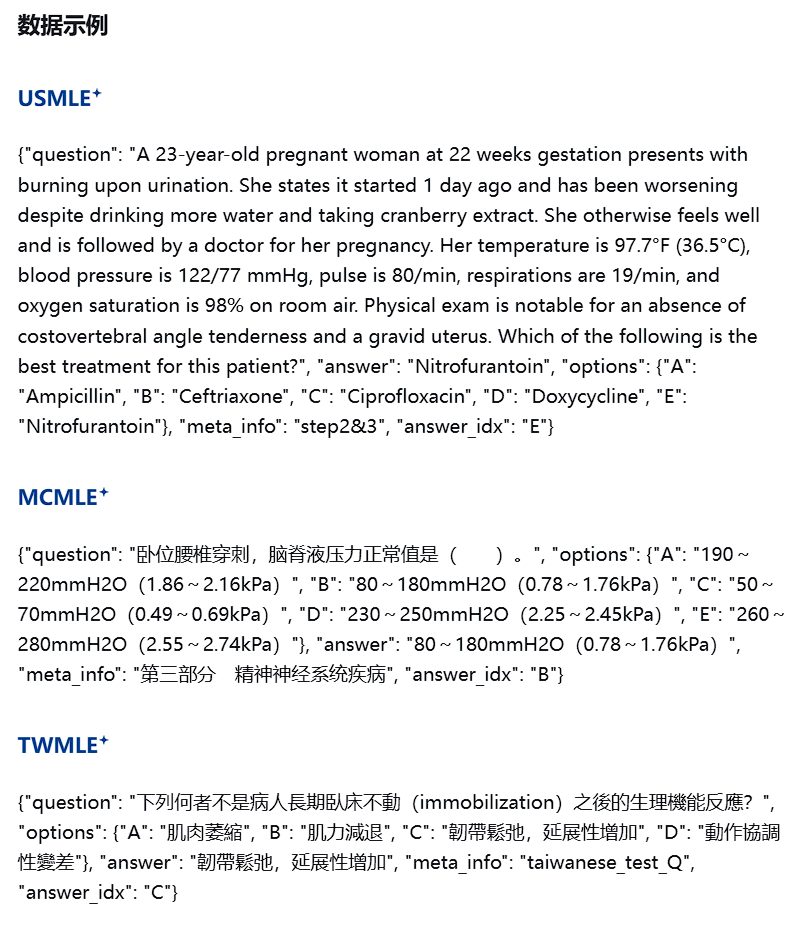 数据示例
USMLE
{"question": "A 23-year-old pregnant woman at 22 weeks gestation presents with
burning upon urination. She states it started 1 day ago and has been worsening
despite drinking more water and taking cranberry extract. She otherwise feels well
and is followed by a doctor for her pregnancy. Her temperature is 97.7°F (36.5°C),
blood pressure is 122/77 mmHg, pulse is 80/min, respirations are 19/min, and
oxygen saturation is 98% on room air. Physical exam is notable for an absence of
costovertebral angle tenderness and a gravid uterus. Which of the following is the
best treatment for this patient?", "answer": "Nitrofurantoin", "options": {"A":
"Ampicillin", "B": "Ceftriaxone", "C": "Ciprofloxacin", "D": "Doxycycline", "E":
"Nitrofurantoin"}, "meta_info": "step2&3", "answer_idx": "E"}
MCMLE
{"question": "卧位腰椎穿刺，脑脊液压力正常值是（　　）。", "options": {"A": "190～
220mmH2O（1.86～2.16kPa）", "B": "80～180mmH2O（0.78～1.76kPa）", "C": "50～
70mmH2O（0.49～0.69kPa）", "D": "230～250mmH2O（2.25～2.45kPa）", "E": "260～
280mmH2O（2.55～2.74kPa）"}, "answer": "80～180mmH2O（0.78～1.76kPa）",
"meta_info": "第三部分　精神神经系统疾病", "answer_idx": "B"}
TWMLE
{"question": "下列何者不是病人長期臥床不動（immobilization）之後的生理機能反應？",
"options": {"A": "肌肉萎縮", "B": "肌力減退", "C": "韌帶鬆弛，延展性增加", "D": "動作協調
性變差"}, "answer": "韌帶鬆弛，延展性增加", "meta_info": "taiwanese_test_Q",
"answer_idx": "C"}